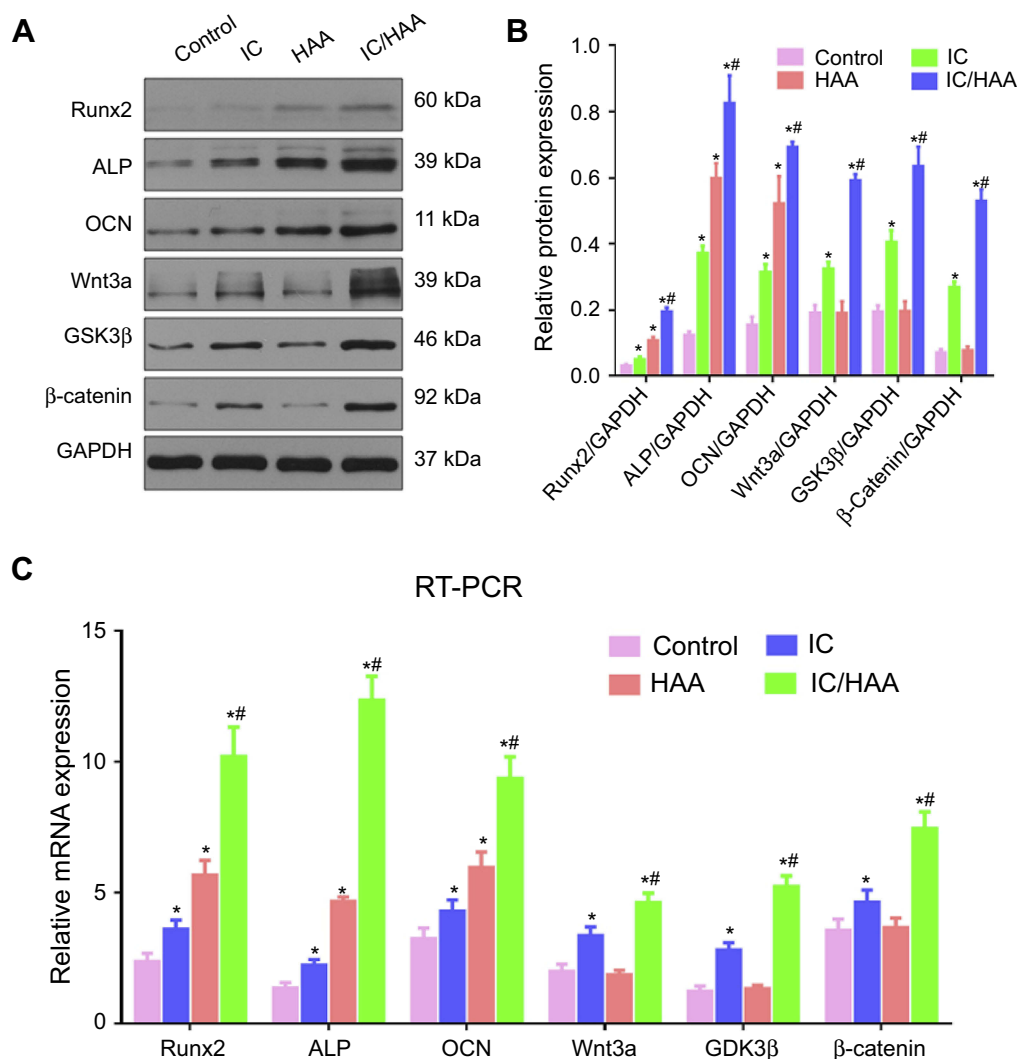 A
Control IC HAA IC/HAA
Runx2 60 kDa
ALP 39 kDa
OCN 11 kDa
Wnt3a 39 kDa
GSK3β 46 kDa
β-catenin 92 kDa
GAPDH 37 kDa
B
Control IC
HAA IC/HAA
Relative protein expression
1.0
0.8
0.6
0.4
0.2
0.0
* * *#
* * *#
* * *#
* *#
* *#
* *#
Runx2/GAPDH
ALP/GAPDH
OCN/GAPDH
Wnt3a/GAPDH
GSK3β/GAPDH
β-Catenin/GAPDH
C
RT-PCR
Control IC
HAA IC/HAA
Relative mRNA expression
15
10
5
0
* * *#
* * *#
* * *#
* *#
* *#
* *#
Runx2 ALP OCN Wnt3a GDK3β β-catenin